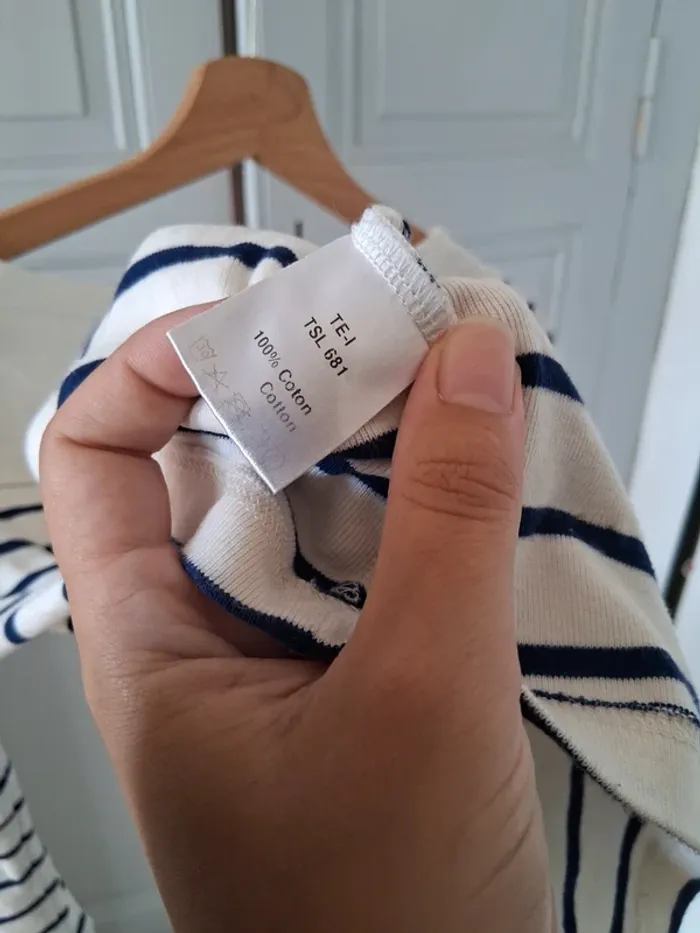 TE-I
TSL 681
100% Coton
Cotton